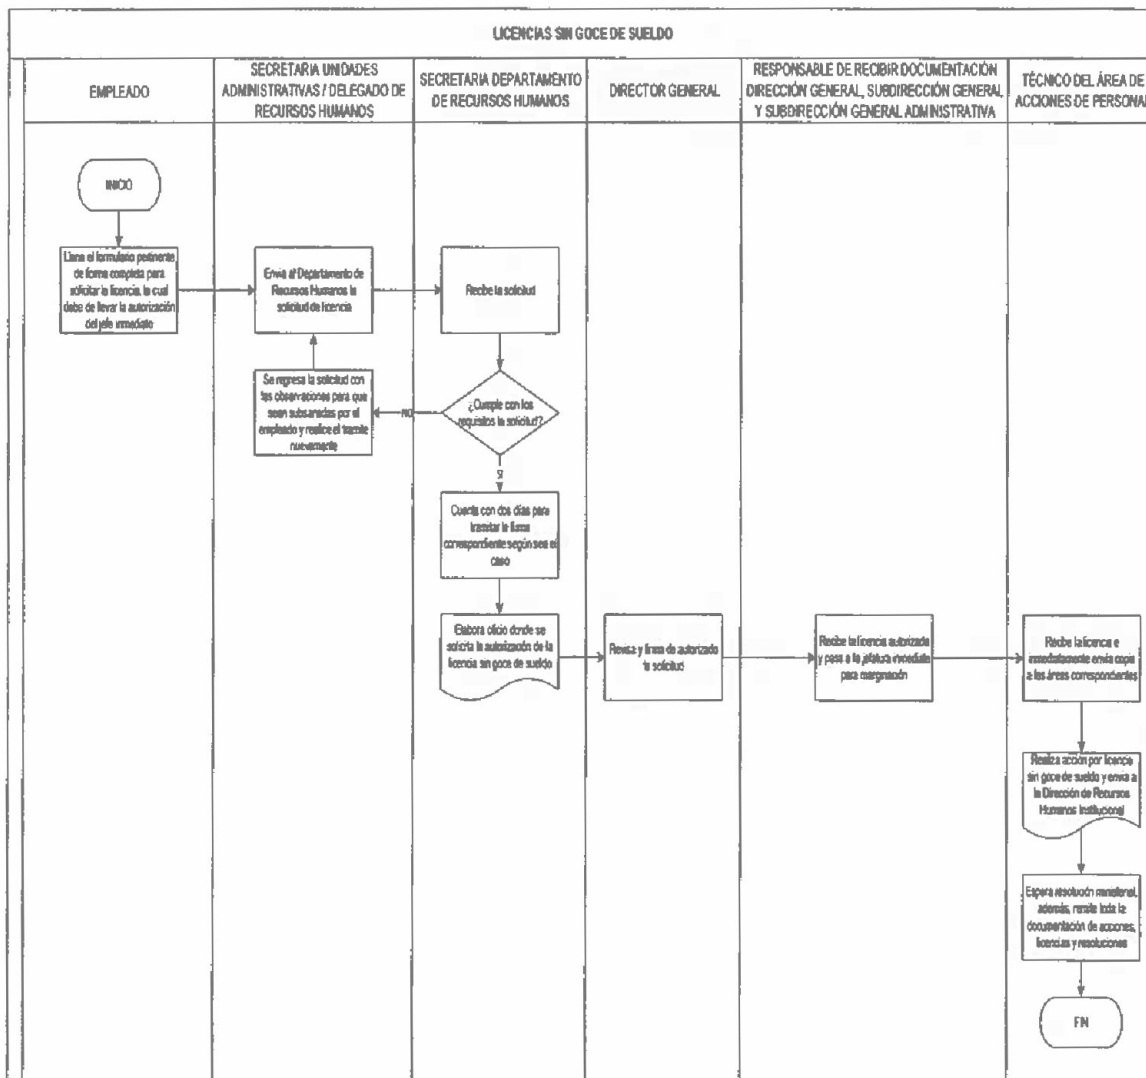 LICENCIAS SIN GOCE DE SUELDO
EMPLEADO
SECRETARIA UNIDADES
ADMINISTRATIVAS / DELEGADO DE
RECURSOS HUMANOS
SECRETARIA DEPARTAMENTO
DE RECURSOS HUMANOS
DIRECTOR GENERAL
RESPONSABLE DE RECIBIR DOCUMENTACIÓN
DIRECCIÓN GENERAL, SUBDIRECCIÓN GENERAL
Y SUBDIRECCIÓN GENERAL ADMINISTRATIVA
TÉCNICO DEL ÁREA DE
ACCIONES DE PERSONAL
INICIO
Llena el formulario pertinente
de forma completa para
solicitar la licencia, la cual
debe de llevar la autorización
del jefe inmediato
Envia al Departamento de
Recursos Humanos la
solicitud de licencia
Recibe la solicitud
Se regresa la solicitud con
las observaciones para que
sean subsanadas por el
empleado y realice el tramite
nuevamente
NO
¿Cumple con los
requisitos la solicitud?
SI
Cuenta con dos días para
tramitar la firma
correspondiente según sea el
caso
Elabora oficio donde se
solicita la autorización de la
licencia sin goce de sueldo
Revisa y firma de autorizado
la solicitud
Recibe la licencia autorizada
y pasa a la jefatura inmediata
para marginación
Recibe la licencia e
inmediatamente envía copia
a las áreas correspondientes
Realiza acción por licencia
sin goce de sueldo y envia a
la Dirección de Recursos
Humanos Institucional
Espera resolución ministerial,
además, remite toda la
documentación de acciones,
licencias y resoluciones
FIN